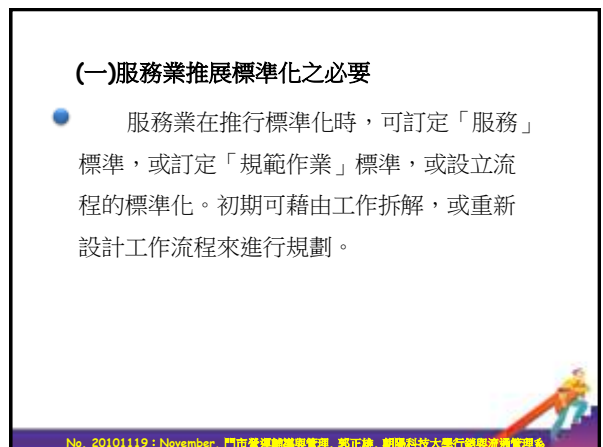 (一)服務業推展標準化之必要
服務業在推行標準化時，可訂定「服務」
標準，或訂定「規範作業」標準，或設立流
程的標準化。初期可藉由工作拆解，或重新
設計工作流程來進行規劃。
No. 20101119：November. 門市營運輔導與管理. 郭正 朝陽科技大學行銷與流通管理系